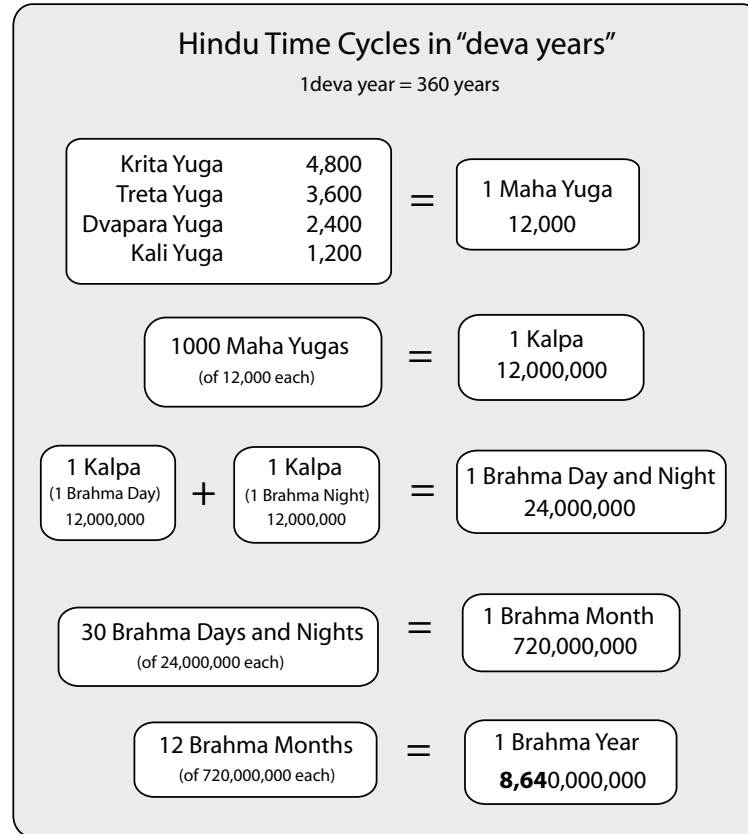 Hindu Time Cycles in “deva years”
1deva year = 360 years
Krita Yuga 4,800
Treta Yuga 3,600
Dvapara Yuga 2,400
Kali Yuga 1,200
=
1 Maha Yuga
12,000
1000 Maha Yugas
(of 12,000 each)
=
1 Kalpa
12,000,000
1 Kalpa
(1 Brahma Day)
12,000,000
+
1 Kalpa
(1 Brahma Night)
12,000,000
=
1 Brahma Day and Night
24,000,000
30 Brahma Days and Nights
(of 24,000,000 each)
=
1 Brahma Month
720,000,000
12 Brahma Months
(of 720,000,000 each)
=
1 Brahma Year
8,640,000,000